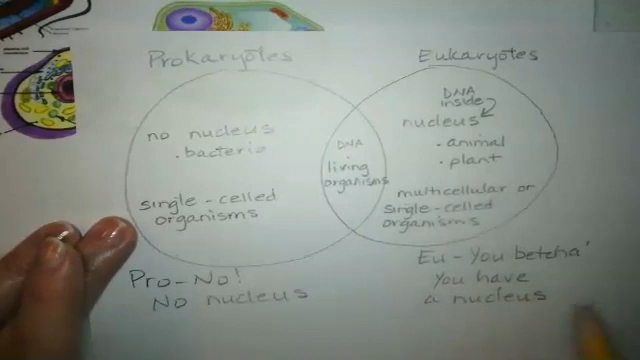 Prokaryotes
no nucleus
• bacteria
single-celled
organisms
Pro-No!
No nucleus
DNA
living
organisms
Eukaryotes
DNA
inside
nucleus
• animal
• plant
multicellular or
single-celled
organisms
Eu-You betcha'
You have
a nucleus